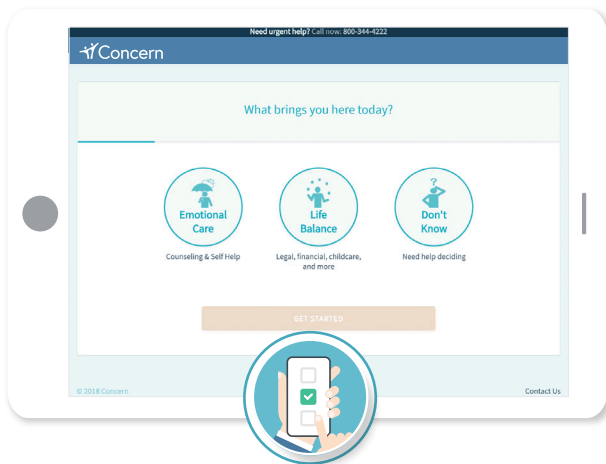 Need urgent help? Call now: 800-344-4222
Concern
What brings you here today?
Emotional
Care
Life
Balance
?
Don't
Know
Counseling & Self Help
Legal, financial, childcare,
and more
Need help deciding
GET STARTED
© 2018 Concern
Contact Us